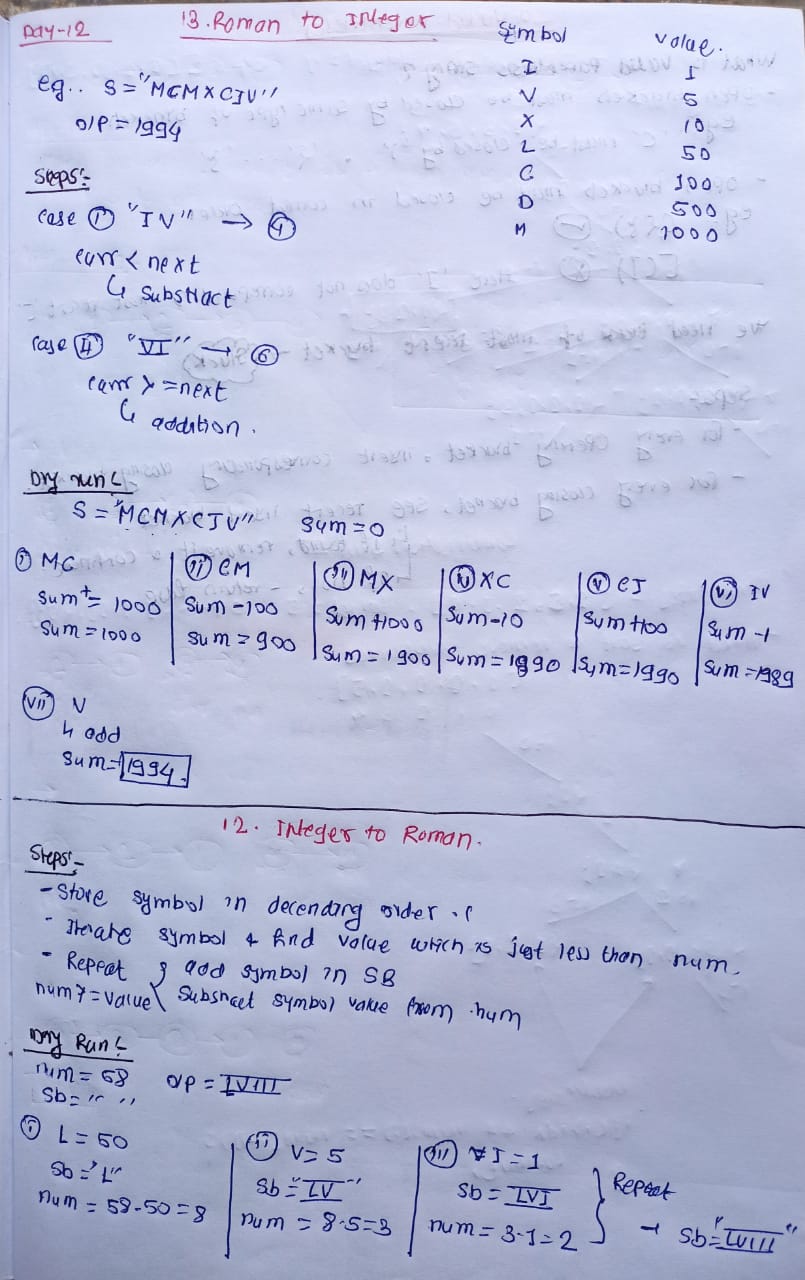 Day-12
13. Roman to Integer
Symbol value.
I 1
V 5
X 10
L 50
C 100
D 500
M 1000
eg.. S="MCMXCIV"
O/P = 1994
Steps:-
case (i) "IV" → (4)
curr < next
↳ substract
case (ii) "VI" → (6)
curr >= next
↳ addition.
Dry run:
S = "MCMXCIV" sum=0
(i) MC
sum += 1000
sum = 1000
(ii) CM
sum - 100
sum = 900
(iii) MX
sum + 1000
sum = 1900
(iv) XC
sum - 10
sum = 1890
(v) CI
sum + 100
sum = 1990
(vi) IV
sum - 1
sum = 1989
(vii) V
↳ add
sum = 1994.
12. Integer to Roman.
Steps:-
- Store symbol in decending order.
- Iterate symbol & find value which is just less than num.
- Repeat { add symbol in SB
num >= value { Substract symbol value from num
Dry Run:
num = 58 O/P = LVIII
Sb = " "
(i) L = 50
Sb = "L"
num = 58-50 = 8
(ii) V = 5
Sb = "LV"
num = 8-5=3
(iii) I = 1
Sb = LVI
num = 3-1=2
} Repeat
→ Sb="LVIII"